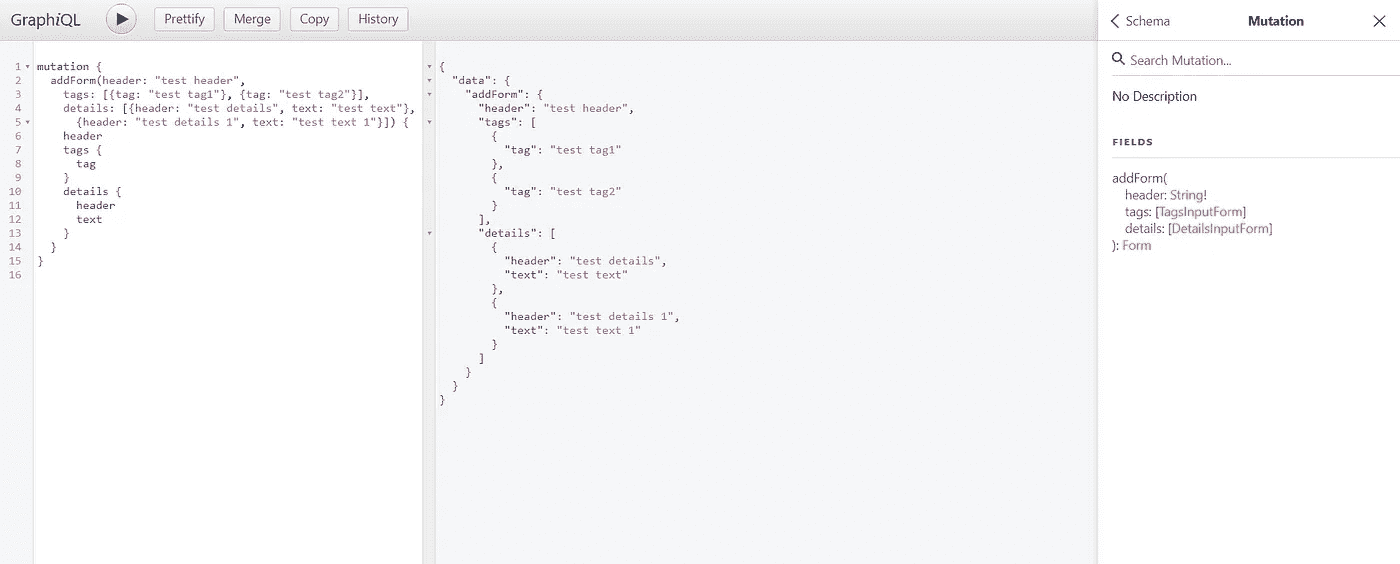 GraphiQL
Prettify
Merge
Copy
History
1 mutation {
2 addForm(header: "test header",
3 tags: [{tag: "test tag1"}, {tag: "test tag2"}],
4 details: [{header: "test details", text: "test text"},
5 {header: "test details 1", text: "test text 1"}]) {
6 header
7 tags {
8 tag
9 }
10 details {
11 header
12 text
13 }
14 }
15 }
16
{
"data": {
"addForm": {
"header": "test header",
"tags": [
{
"tag": "test tag1"
},
{
"tag": "test tag2"
}
],
"details": [
{
"header": "test details",
"text": "test text"
},
{
"header": "test details 1",
"text": "test text 1"
}
]
}
}
}
Schema
Mutation
Search Mutation...
No Description
FIELDS
addForm(
header: String!
tags: [TagsInputForm]
details: [DetailsInputForm]
): Form